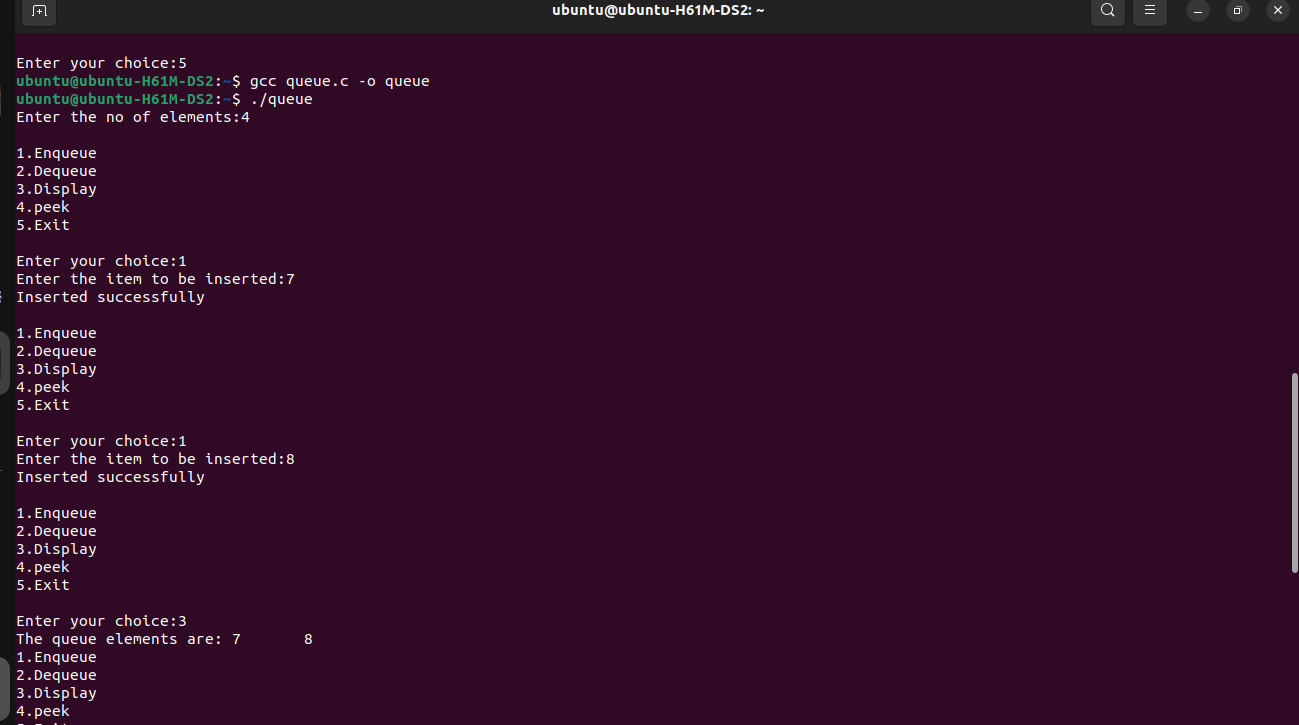 ubuntu@ubuntu-H61M-DS2: ~
Enter your choice:5
ubuntu@ubuntu-H61M-DS2:~$ gcc queue.c -o queue
ubuntu@ubuntu-H61M-DS2:~$ ./queue
Enter the no of elements:4
1.Enqueue
2.Dequeue
3.Display
4.peek
5.Exit
Enter your choice:1
Enter the item to be inserted:7
Inserted successfully
1.Enqueue
2.Dequeue
3.Display
4.peek
5.Exit
Enter your choice:1
Enter the item to be inserted:8
Inserted successfully
1.Enqueue
2.Dequeue
3.Display
4.peek
5.Exit
Enter your choice:3
The queue elements are: 7 8
1.Enqueue
2.Dequeue
3.Display
4.peek